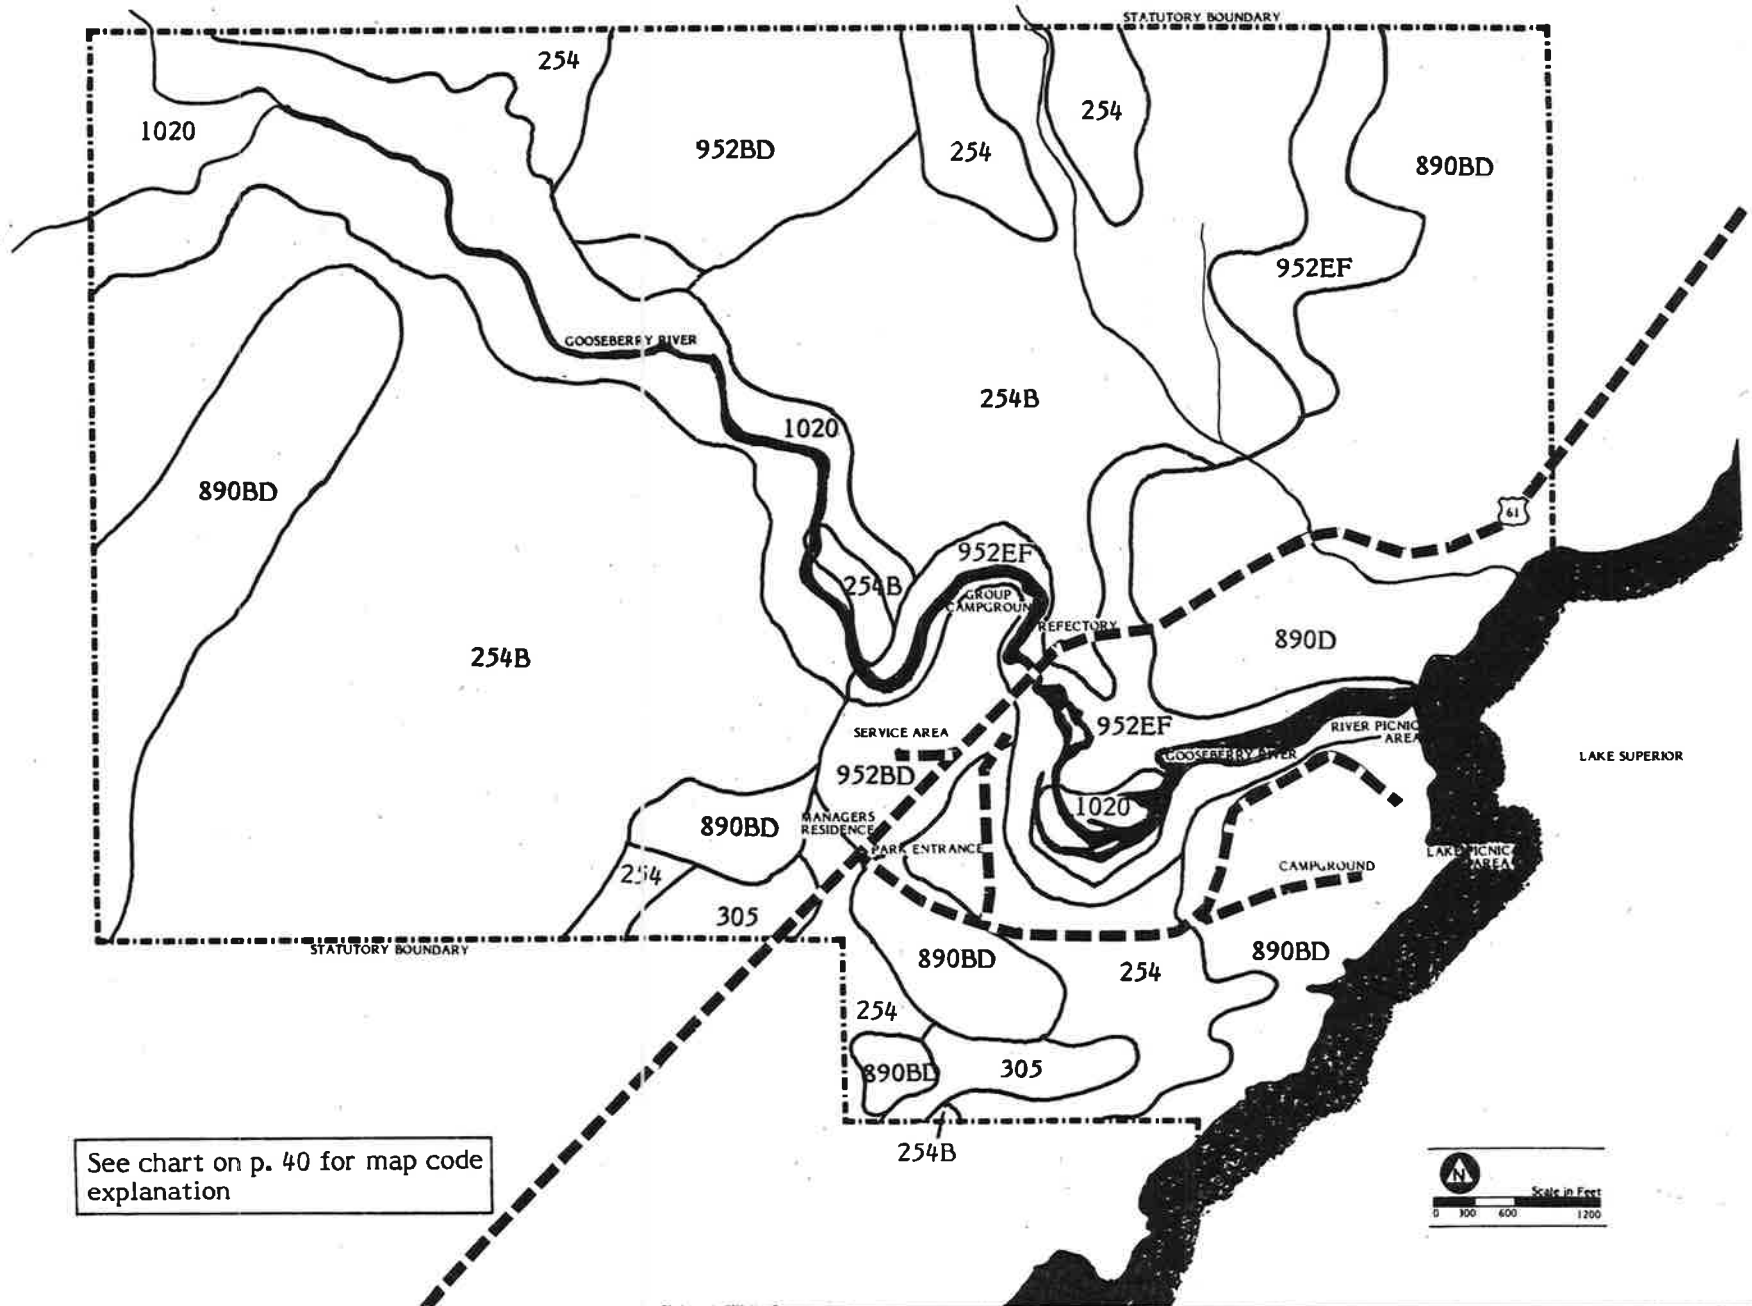 STATUTORY BOUNDARY
254
1020
952BD
254
254
890BD
952EF
GOOSEBERRY RIVER
254B
1020
890BD
61
952EF
254B
GROUP
CAMPGROUN
REFECTORY
890D
254B
952EF
RIVER PICNIC
AREA
SERVICE AREA
GOOSEBERRY RIVER
LAKE SUPERIOR
952BD
1020
MANAGERS
RESIDENCE
890BD
PARK ENTRANCE
LAKE PICNIC
AREA
CAMPGROUND
254
305
STATUTORY BOUNDARY
890BD
254
890BD
254
890BD
305
254B
See chart on p. 40 for map code
explanation
N
Scale in Feet
0 300 600 1200